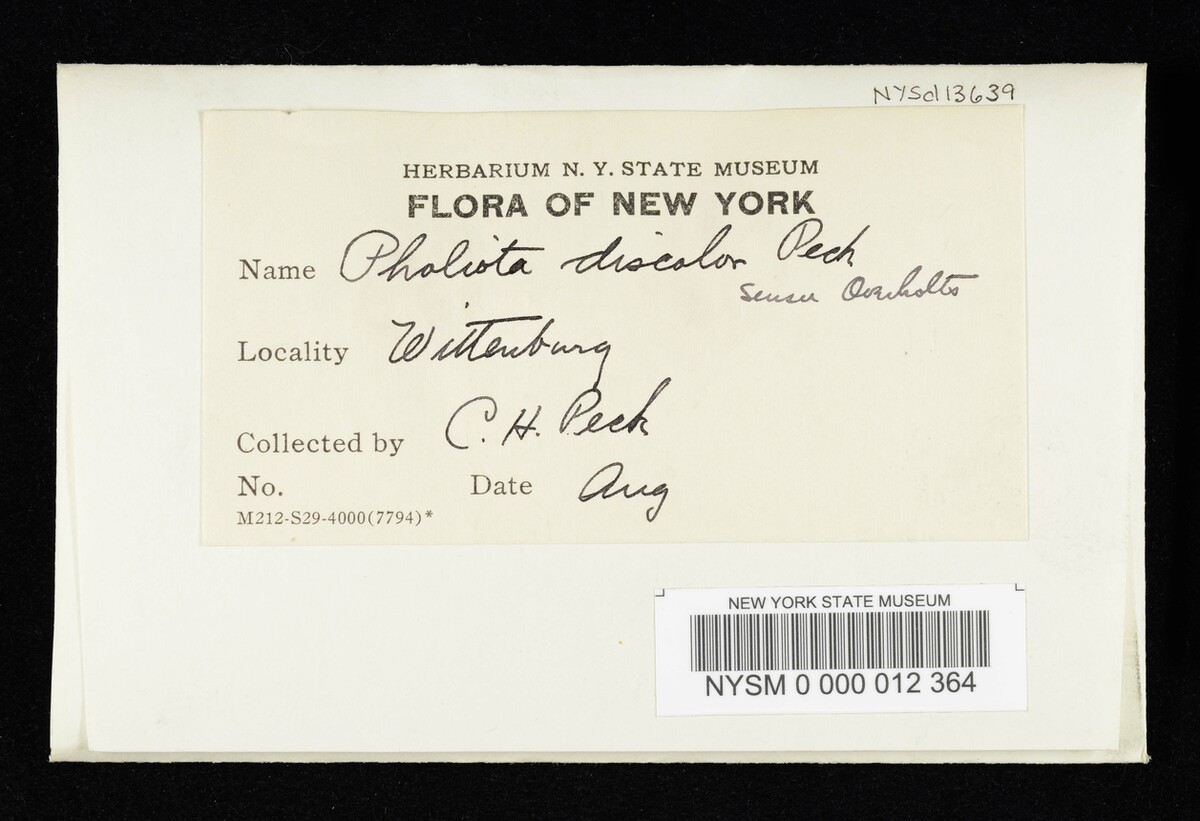 NYSd13639
HERBARIUM N. Y. STATE MUSEUM
FLORA OF NEW YORK
Name Pholiota discolor Peck
sensu Overholts
Locality Wittenburg
Collected by C. H. Peck
No. Date Aug
M212-S29-4000(7794)*
NEW YORK STATE MUSEUM
NYSM 0 000 012 364